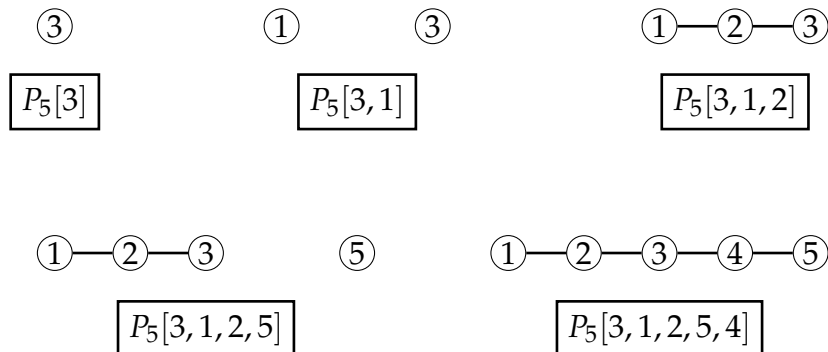 3 1 3 1 2 3
P₅[3] P₅[3, 1] P₅[3, 1, 2]
1 2 3 5 1 2 3 4 5
P₅[3, 1, 2, 5] P₅[3, 1, 2, 5, 4]